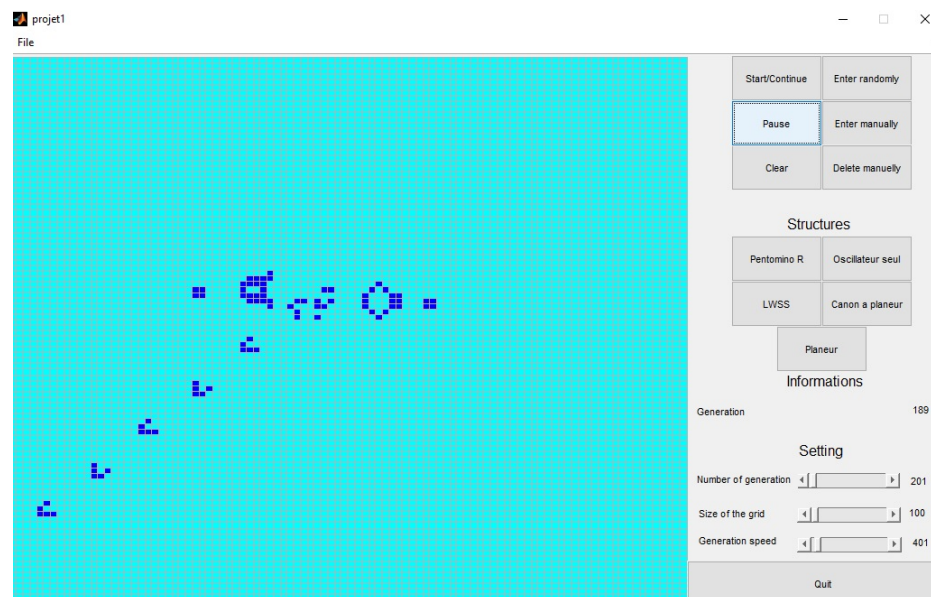 projet1
File
Start/Continue
Enter randomly
Pause
Enter manually
Clear
Delete manuelly
Structures
Pentomino R
Oscillateur seul
LWSS
Canon a planeur
Planeur
Informations
Generation 189
Setting
Number of generation 201
Size of the grid 100
Generation speed 401
Quit